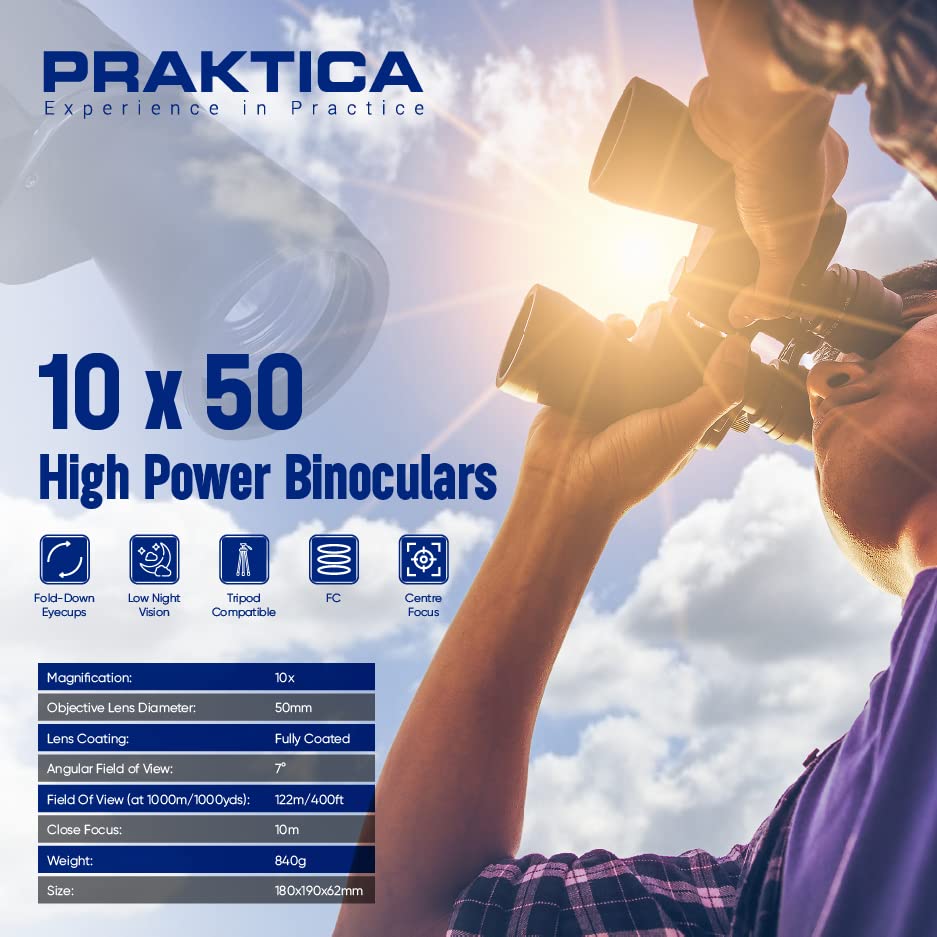 PRAKTICA
Experience in Practice
10 x 50
High Power Binoculars
Fold-Down
Eyecups
Low Night
Vision
Tripod
Compatible
FC
Centre
Focus
Magnification: 10x
Objective Lens Diameter: 50mm
Lens Coating: Fully Coated
Angular Field of View: 7°
Field Of View (at 1000m/1000yds): 122m/400ft
Close Focus: 10m
Weight: 840g
Size: 180x190x62mm